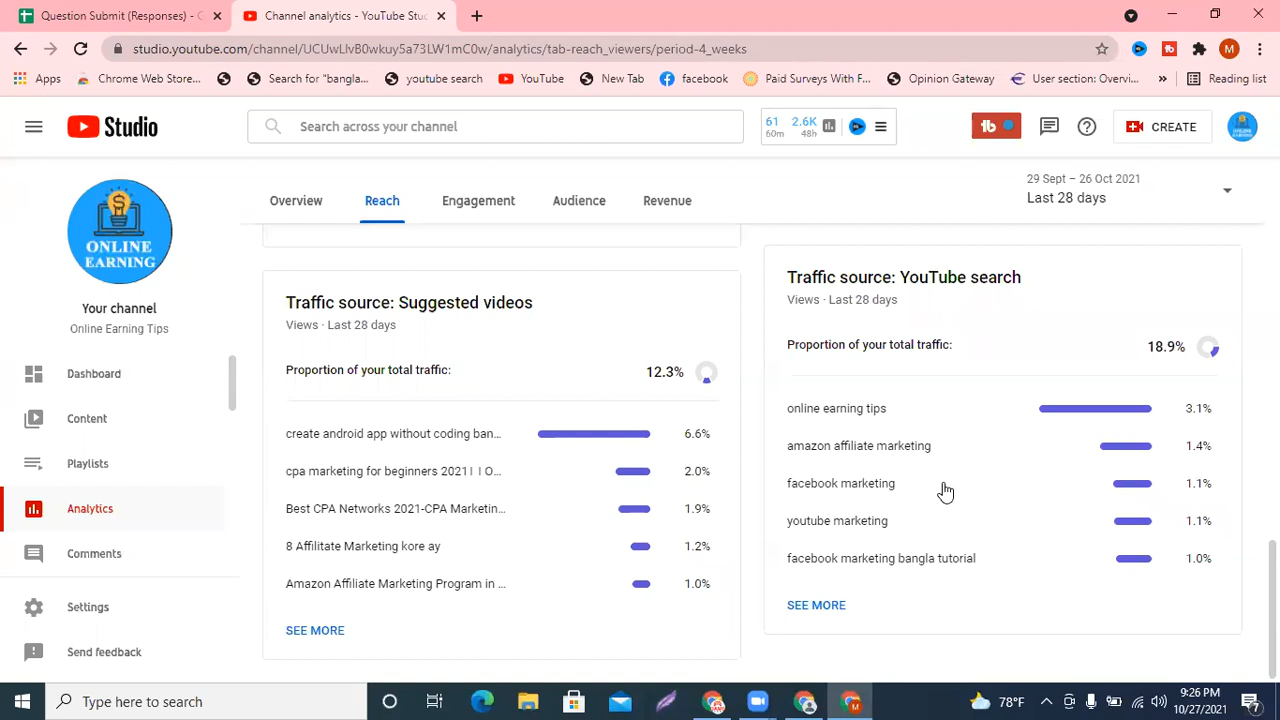 Question Submit (Responses) - G
Channel analytics - YouTube Stu
studio.youtube.com/channel/UCUwLlvB0wkuy5a73LW1mC0w/analytics/tab-reach_viewers/period-4_weeks
M
Apps
Chrome Web Store...
Search for "bangla...
youtube search
YouTube
New Tab
facebook
Paid Surveys With F...
Opinion Gateway
User section: Overvi...
»
Reading list
Studio
Search across your channel
61
60m
2.6K
48h
tb
CREATE
ONLINE
EARNING
Your channel
Online Earning Tips
Dashboard
Content
Playlists
Analytics
Comments
Settings
Send feedback
Overview
Reach
Engagement
Audience
Revenue
29 Sept – 26 Oct 2021
Last 28 days
Traffic source: Suggested videos
Views · Last 28 days
Proportion of your total traffic:
12.3%
create android app without coding ban...
6.6%
cpa marketing for beginners 2021। । O...
2.0%
Best CPA Networks 2021-CPA Marketin...
1.9%
8 Affilitate Marketing kore ay
1.2%
Amazon Affiliate Marketing Program in ...
1.0%
SEE MORE
Traffic source: YouTube search
Views · Last 28 days
Proportion of your total traffic:
18.9%
online earning tips
3.1%
amazon affiliate marketing
1.4%
facebook marketing
1.1%
youtube marketing
1.1%
facebook marketing bangla tutorial
1.0%
SEE MORE
Type here to search
78°F
9:26 PM
10/27/2021
7